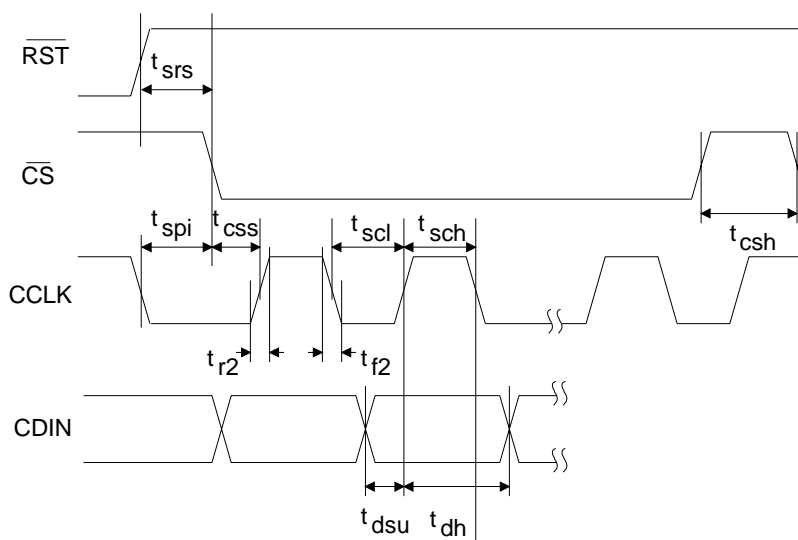 RST
t srs
CS
t spi
t css
t scl
t sch
t csh
CCLK
t r2
t f2
CDIN
t dsu
t dh